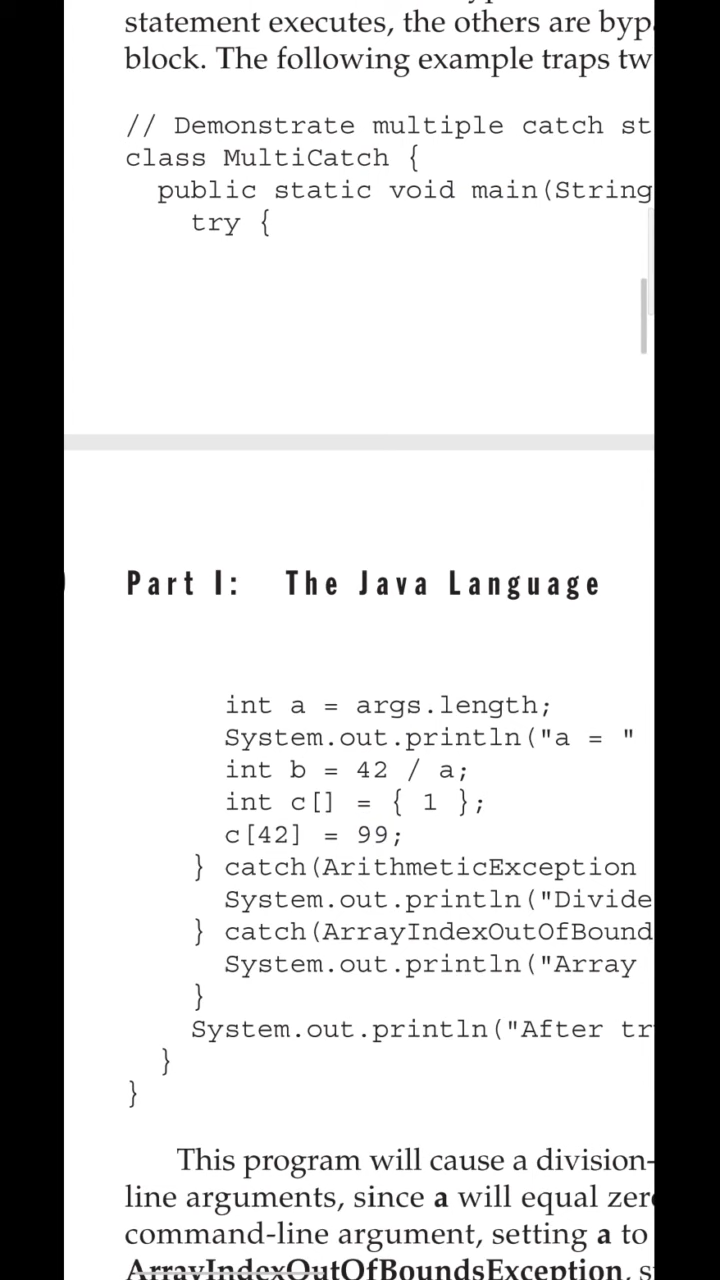 statement executes, the others are byp
block. The following example traps tw
// Demonstrate multiple catch st
class MultiCatch {
public static void main(String
try {
Part I: The Java Language
int a = args.length;
System.out.println("a = "
int b = 42 / a;
int c[] = { 1 };
c[42] = 99;
} catch(ArithmeticException
System.out.println("Divide
} catch(ArrayIndexOutOfBound
System.out.println("Array
}
System.out.println("After tr
}
}
This program will cause a division-
line arguments, since a will equal zer
command-line argument, setting a to
ArrayIndexOutOfBoundsException, s